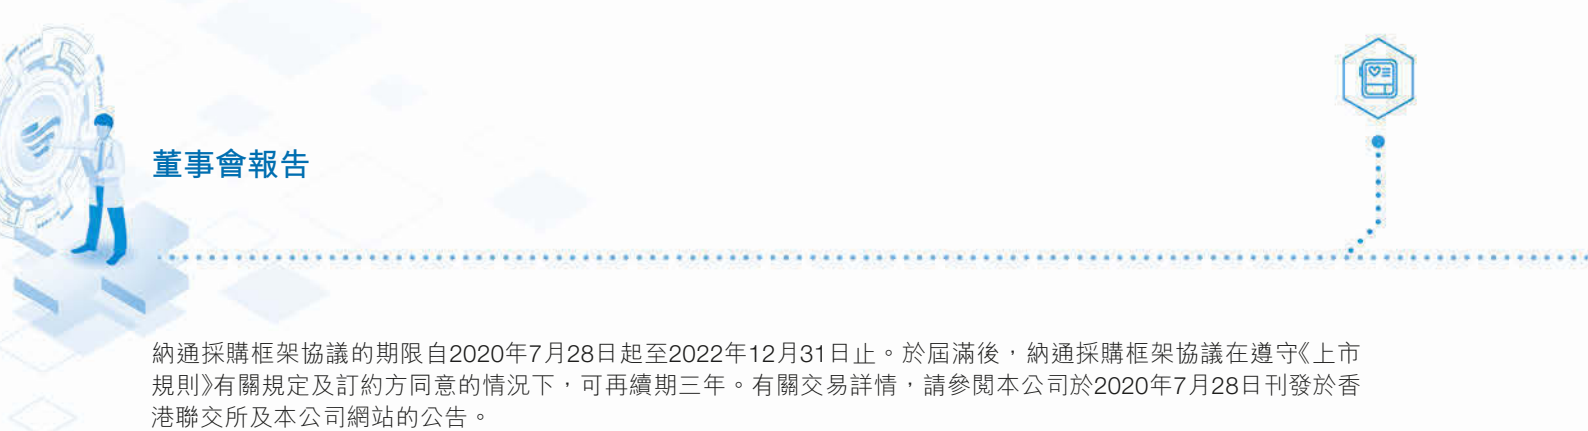 董事會報告
納通採購框架協議的期限自2020年7月28日起至2022年12月31日止。於屆滿後，納通採購框架協議在遵守《上市
規則》有關規定及訂約方同意的情況下，可再續期三年。有關交易詳情，請參閱本公司於2020年7月28日刊發於香
港聯交所及本公司網站的公告。